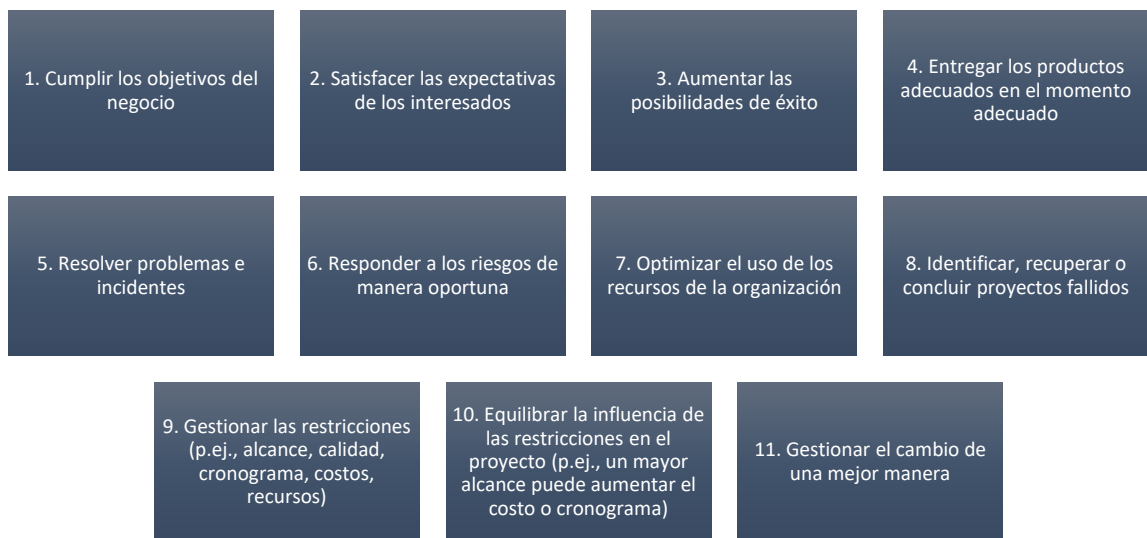 1. Cumplir los objetivos del
negocio
2. Satisfacer las expectativas
de los interesados
3. Aumentar las
posibilidades de éxito
4. Entregar los productos
adecuados en el momento
adecuado
5. Resolver problemas e
incidentes
6. Responder a los riesgos de
manera oportuna
7. Optimizar el uso de los
recursos de la organización
8. Identificar, recuperar o
concluir proyectos fallidos
9. Gestionar las restricciones
(p.ej., alcance, calidad,
cronograma, costos,
recursos)
10. Equilibrar la influencia de
las restricciones en el
proyecto (p.ej., un mayor
alcance puede aumentar el
costo o cronograma)
11. Gestionar el cambio de
una mejor manera